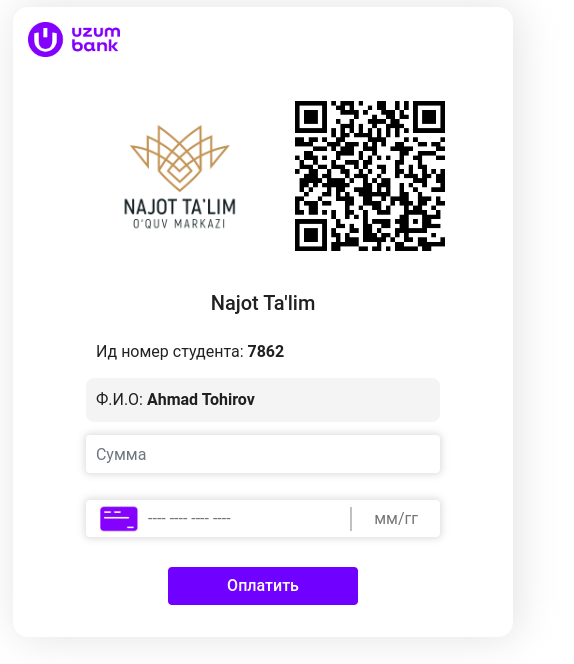 uzum
bank
NAJOT TA'LIM
O'QUV MARKAZI
Najot Ta'lim
Ид номер студента: 7862
Ф.И.О: Ahmad Tohirov
Сумма
---- ---- ---- ---- мм/гг
Оплатить